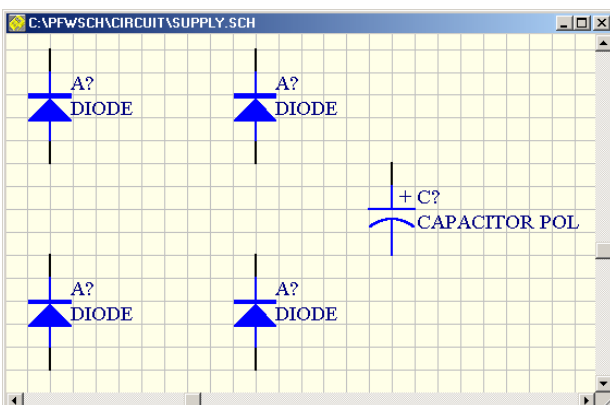 C:\PFWSCH\CIRCUIT\SUPPLY.SCH
A? A?
DIODE DIODE
+ C?
CAPACITOR POL
A? A?
DIODE DIODE